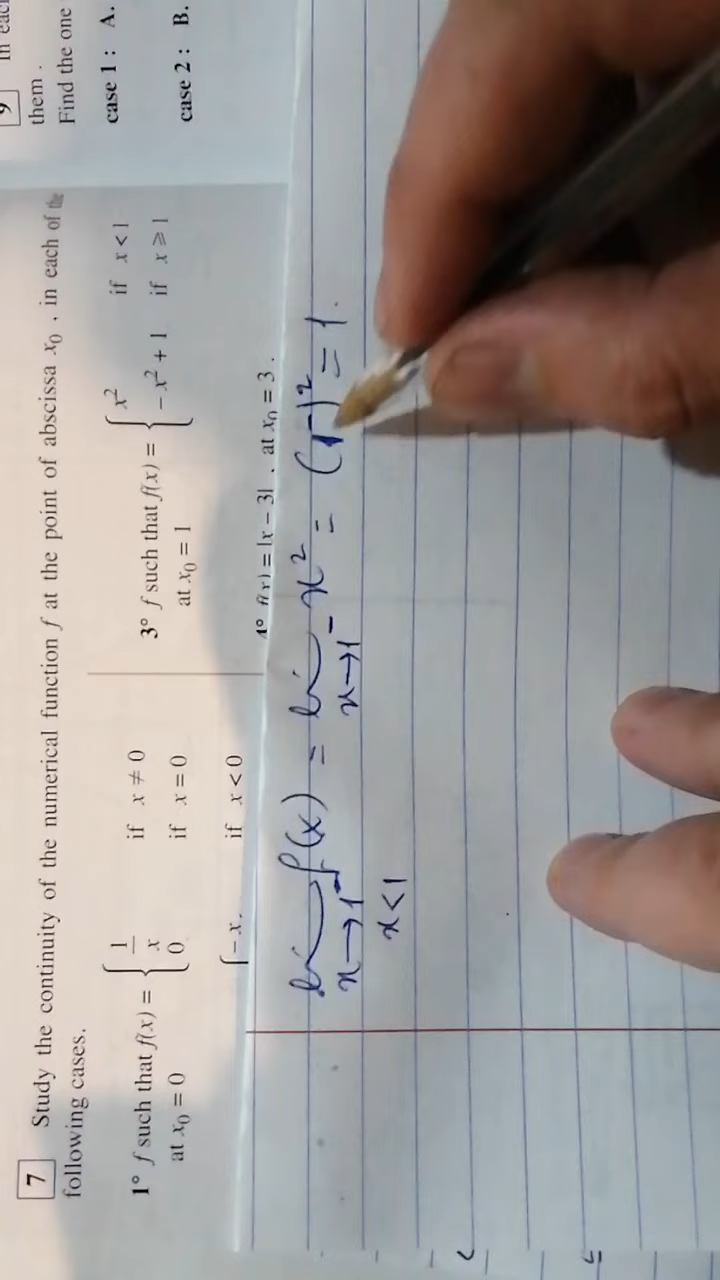 7 Study the continuity of the numerical function f at the point of abscissa x₀ , in each of the
following cases.
1° f such that f(x) = { 1/x if x ≠ 0
0 if x = 0
at x₀ = 0
{ -x. if x < 0
3° f such that f(x) = { x² if x < 1
-x² + 1 if x ⩾ 1
at x₀ = 1
4° f(x) = |x - 3| , at x₀ = 3 .
9 In each
them .
Find the one
case 1 : A.
case 2 : B.
lim f(x) = lim x² = (1⁻)² = 1.
x→1⁻ x→1⁻
x<1